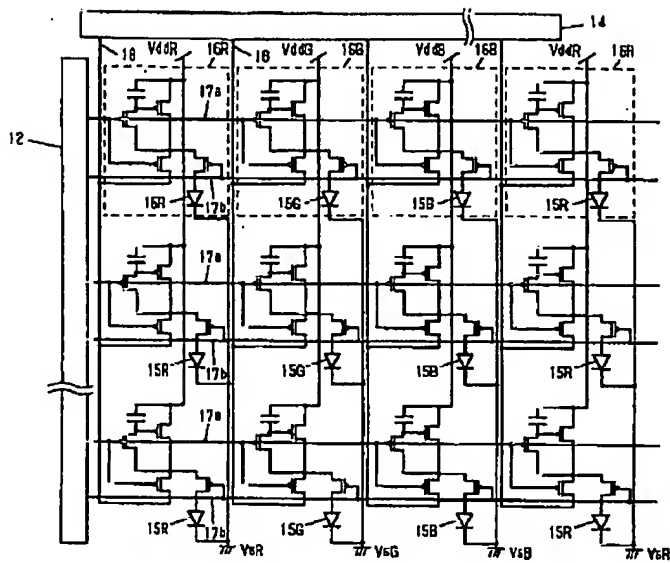 14
18 VddR 16R 18 VddG 16G VddB 16B VddR 16R
12
17a
17b
16R 15G 15B 15R
17a
17b
15R 15G 15B 15R
17a
17b
15R 15G 15B 15R
VsR VsG VsB VsR